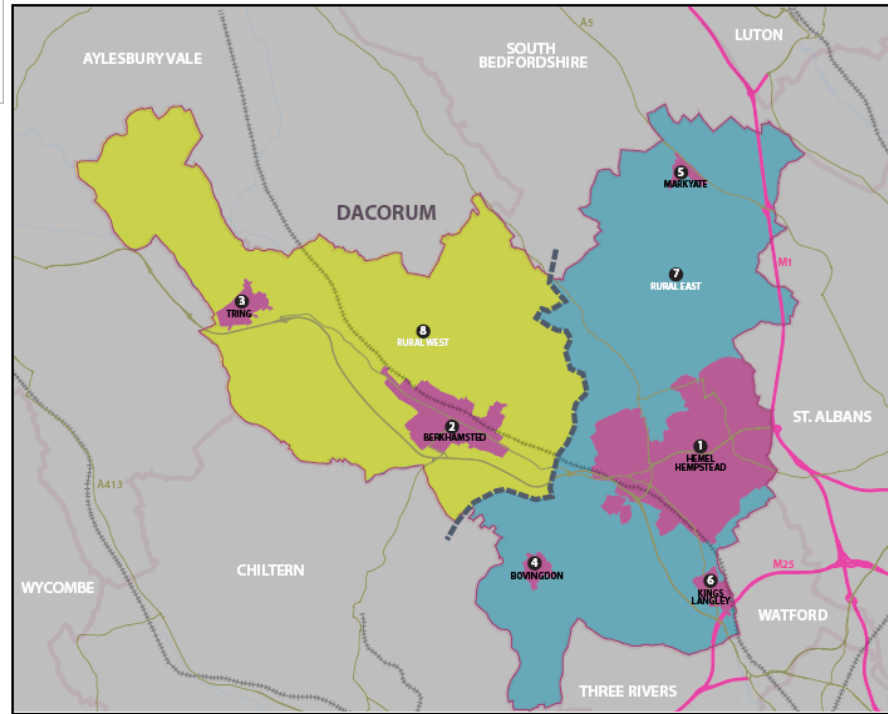 A5
LUTON
SOUTH
BEDFORDSHIRE
AYLESBURY VALE
5
MARKYATE
DACORUM
M1
7
RURAL EAST
3
TRING
8
RURAL WEST
ST. ALBANS
2
BERKHAMSTED
1
HEMEL
HEMPSTEAD
A413
M25
4
BOVINGDON
CHILTERN
6
KINGS
LANGLEY
WYCOMBE
WATFORD
THREE RIVERS